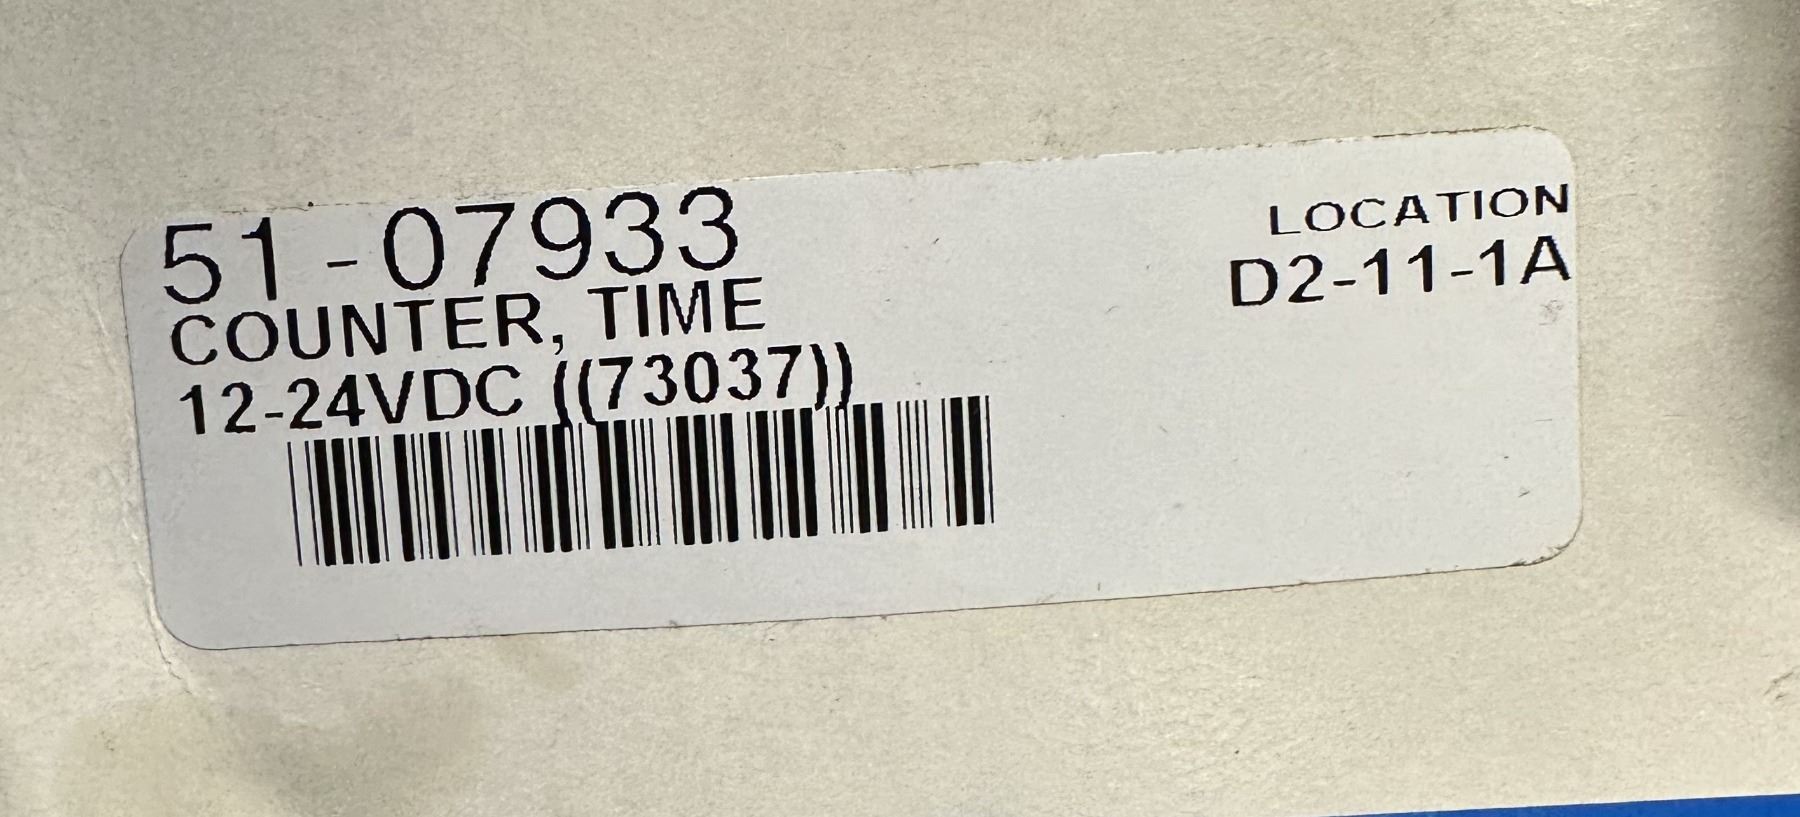 51-07933
COUNTER, TIME
12-24VDC ((73037))
LOCATION
D2-11-1A